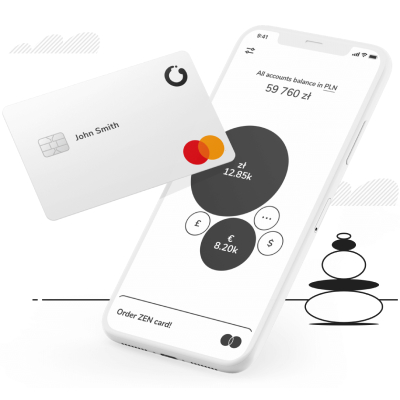 9:41
All accounts balance in PLN
59 760 zł
John Smith
zł
12.85k
£
...
€
8.20k
$
Order ZEN card!